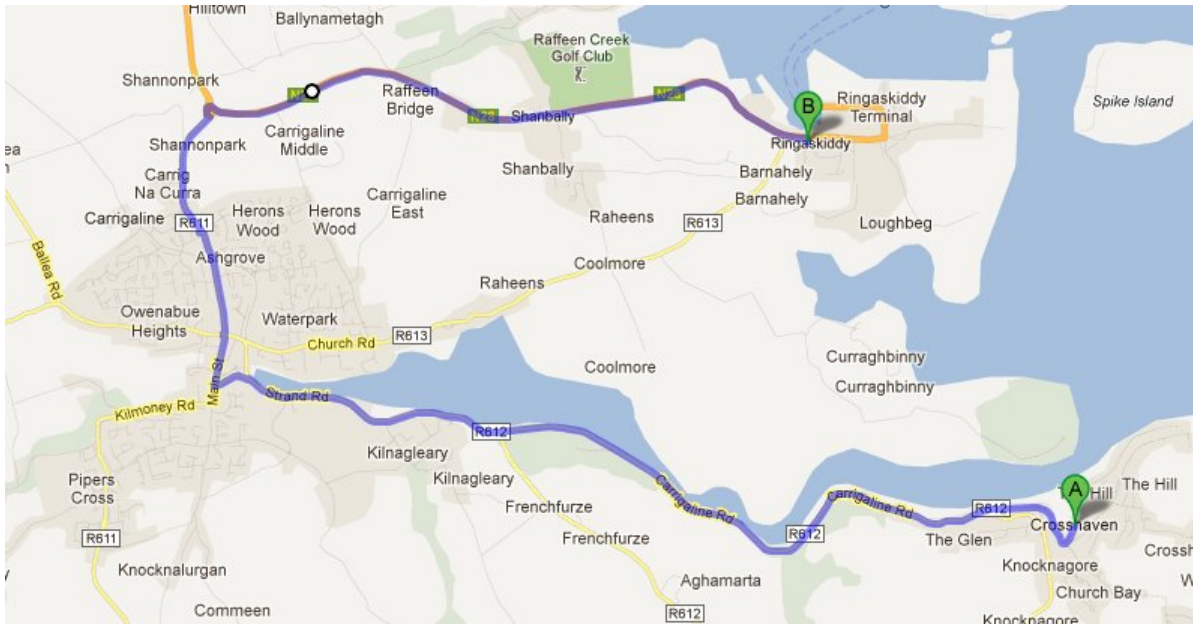 Hilltown
Ballynametagh
Raffeen Creek
Golf Club
Shannonpark
Raffeen
Bridge
N28
N28
Shanbally
B
Ringaskiddy
Terminal
Spike Island
Carrigaline
Middle
Shannonpark
Ringaskiddy
Carrig
Na Curra
Shanbally
Barnahely
Barnahely
Carrigaline
East
Carrigaline
R611
Herons
Wood
Herons
Wood
Raheens
R613
Loughbeg
Ashgrove
Coolmore
Ballea Rd
Raheens
Owenabue
Heights
Waterpark
Church Rd
R613
Coolmore
Curraghbinny
Curraghbinny
Main St
Strand Rd
Kilmoney Rd
R612
Kilnagleary
Kilnagleary
Pipers
Cross
Carrigaline Rd
Carrigaline Rd
R612
A
The Hill
The Hill
Crosshaven
Frenchfurze
Frenchfurze
R612
The Glen
R611
Knocknalurgan
Aghamarta
Knocknagore
Church Bay
Commeen
R612
Knocknagore